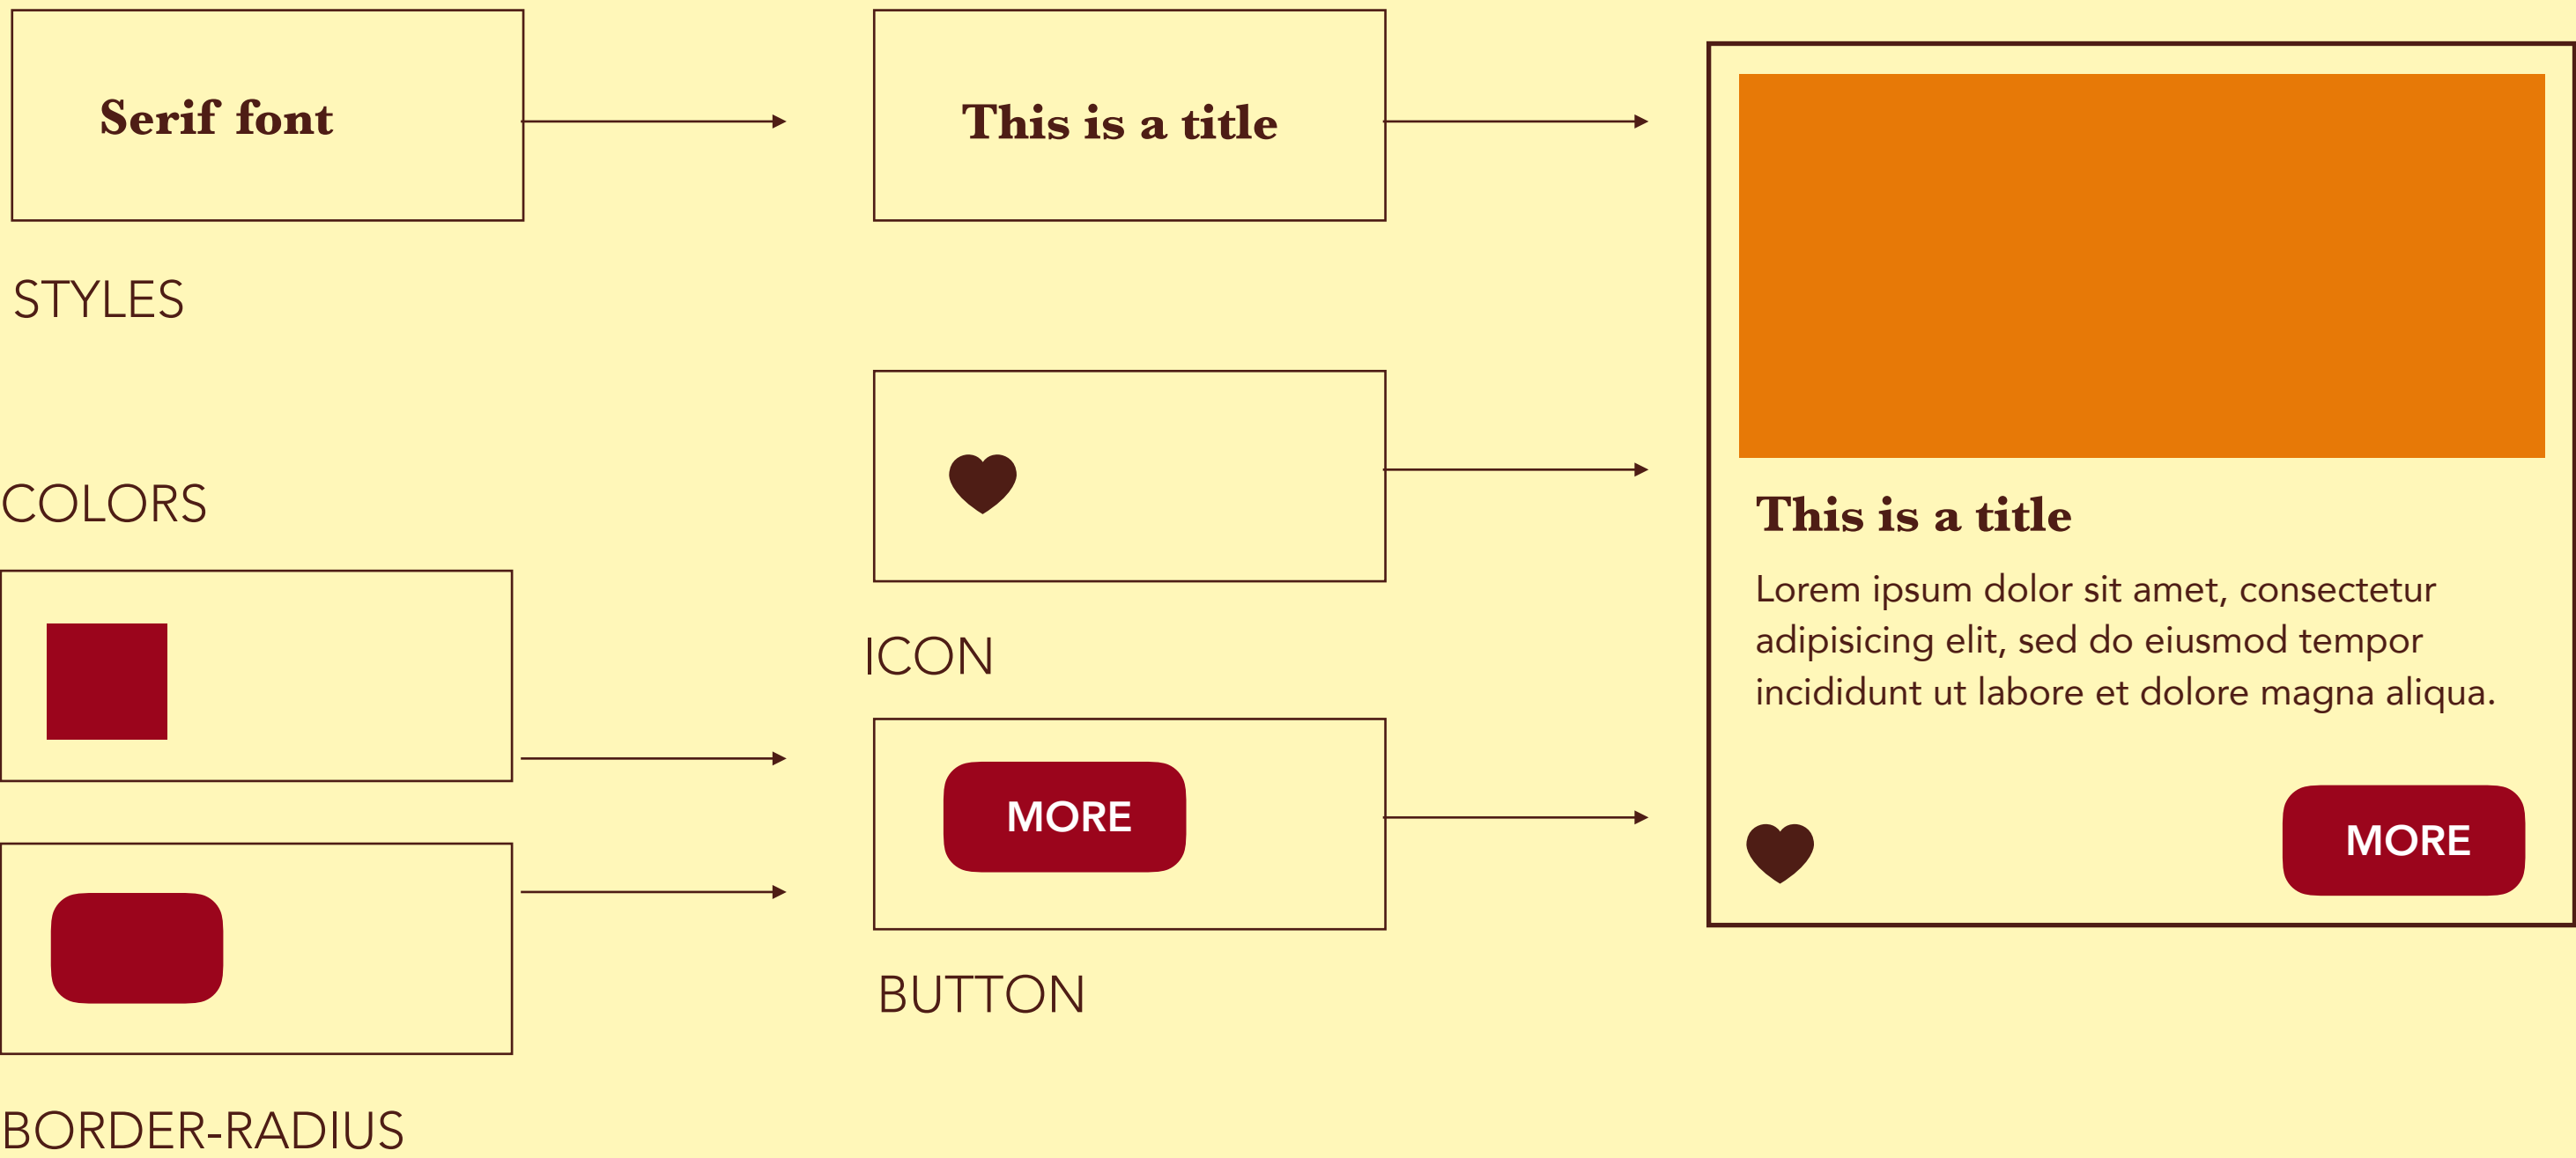 Serif font
STYLES
COLORS
BORDER-RADIUS
This is a title
ICON
MORE
BUTTON
This is a title
Lorem ipsum dolor sit amet, consectetur
adipisicing elit, sed do eiusmod tempor
incididunt ut labore et dolore magna aliqua.
MORE